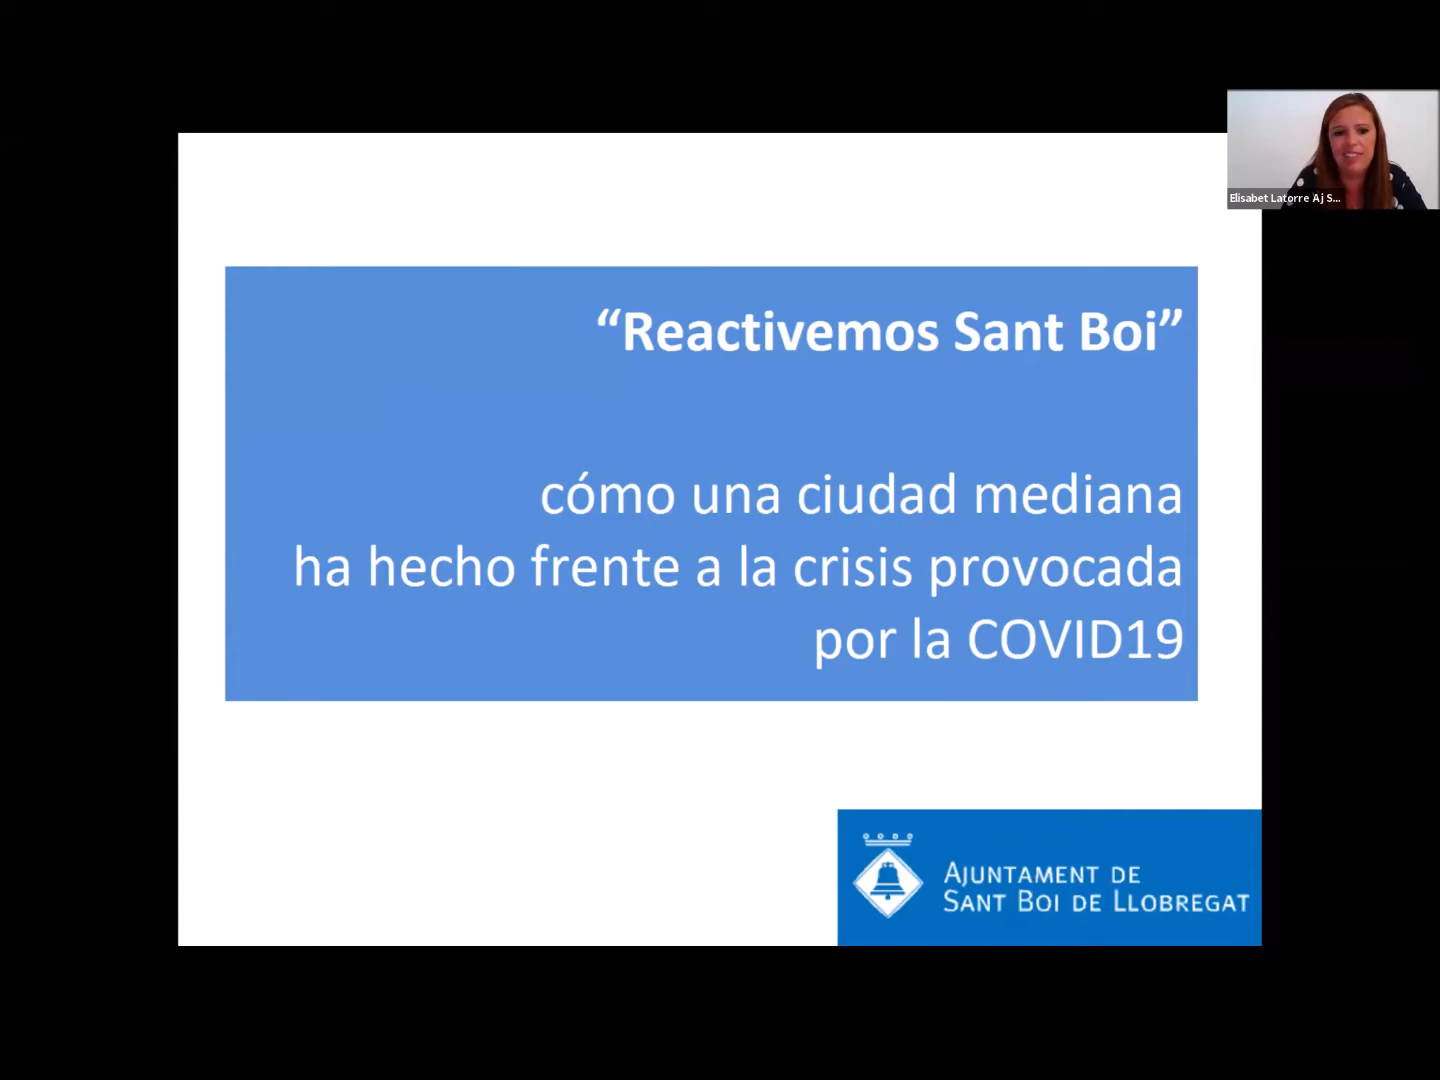 Elisabet Latorre Aj S...
“Reactivemos Sant Boi”
cómo una ciudad mediana
ha hecho frente a la crisis provocada
por la COVID19
AJUNTAMENT DE
SANT BOI DE LLOBREGAT